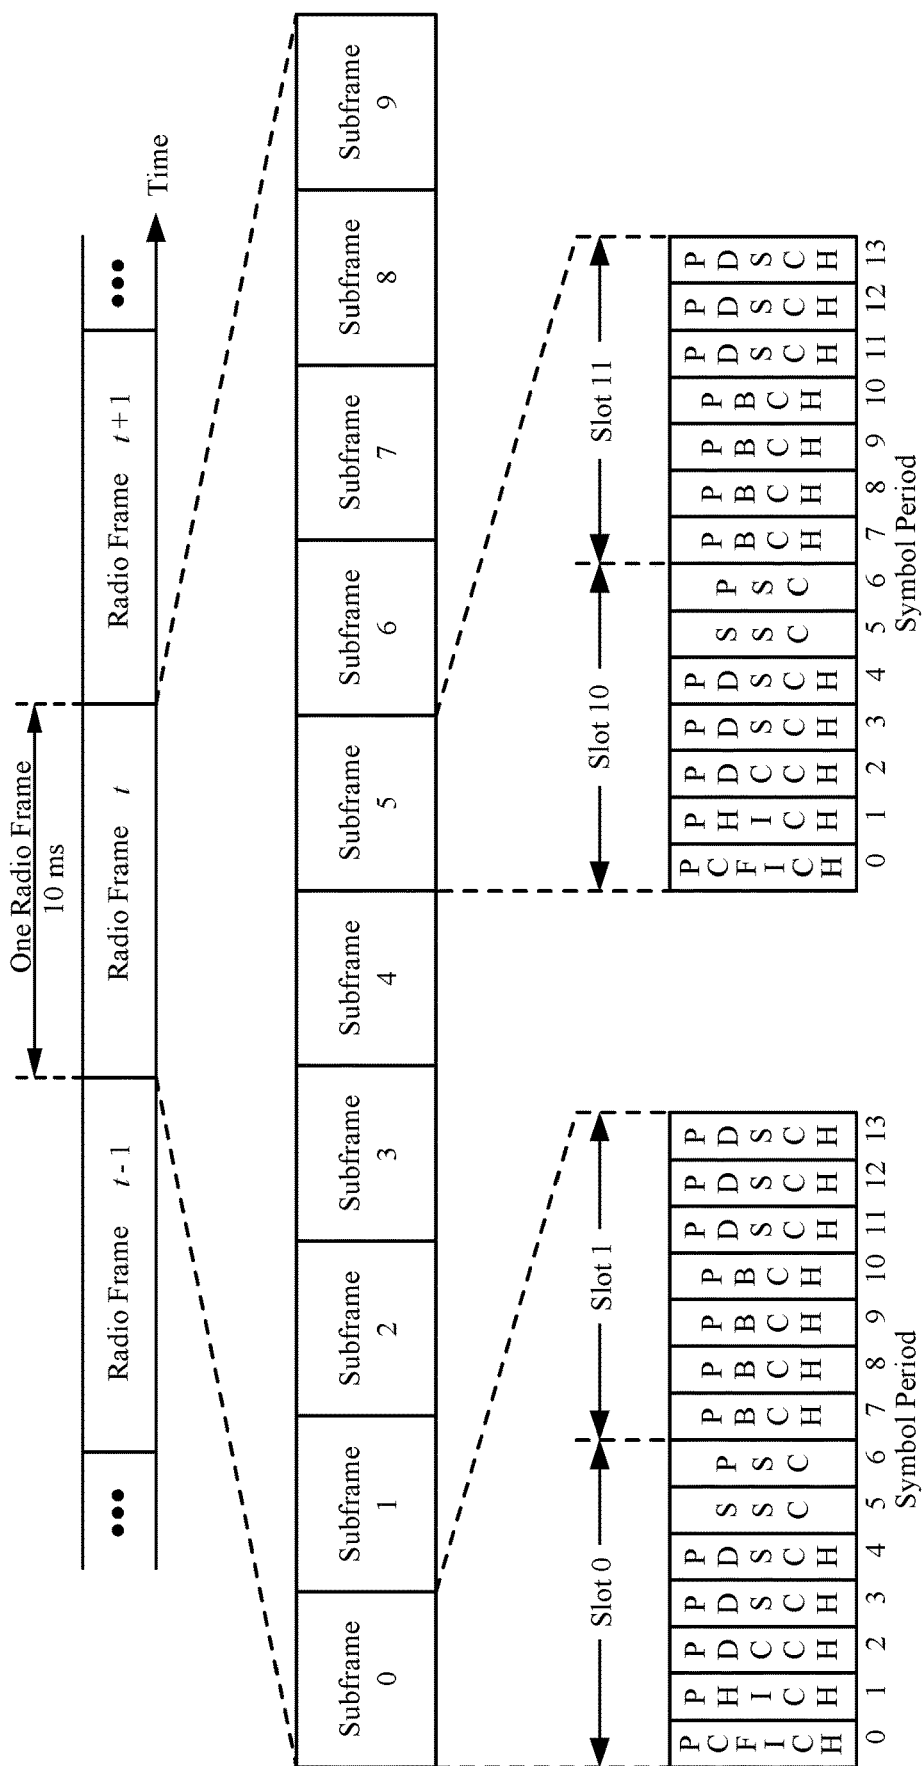 One Radio Frame
10 ms
••• Radio Frame t - 1 Radio Frame t Radio Frame t + 1 •••
Time
Subframe 0 Subframe 1 Subframe 2 Subframe 3 Subframe 4 Subframe 5 Subframe 6 Subframe 7 Subframe 8 Subframe 9
Slot 0 Slot 1
PCFICH PHICH PDCCH PDSCH PDSCH SSC PSC PBCH PBCH PBCH PBCH PDSCH PDSCH PDSCH
0 1 2 3 4 5 6 7 8 9 10 11 12 13
Symbol Period
Slot 10 Slot 11
PCFICH PHICH PDCCH PDSCH PDSCH SSC PSC PBCH PBCH PBCH PBCH PDSCH PDSCH PDSCH
0 1 2 3 4 5 6 7 8 9 10 11 12 13
Symbol Period